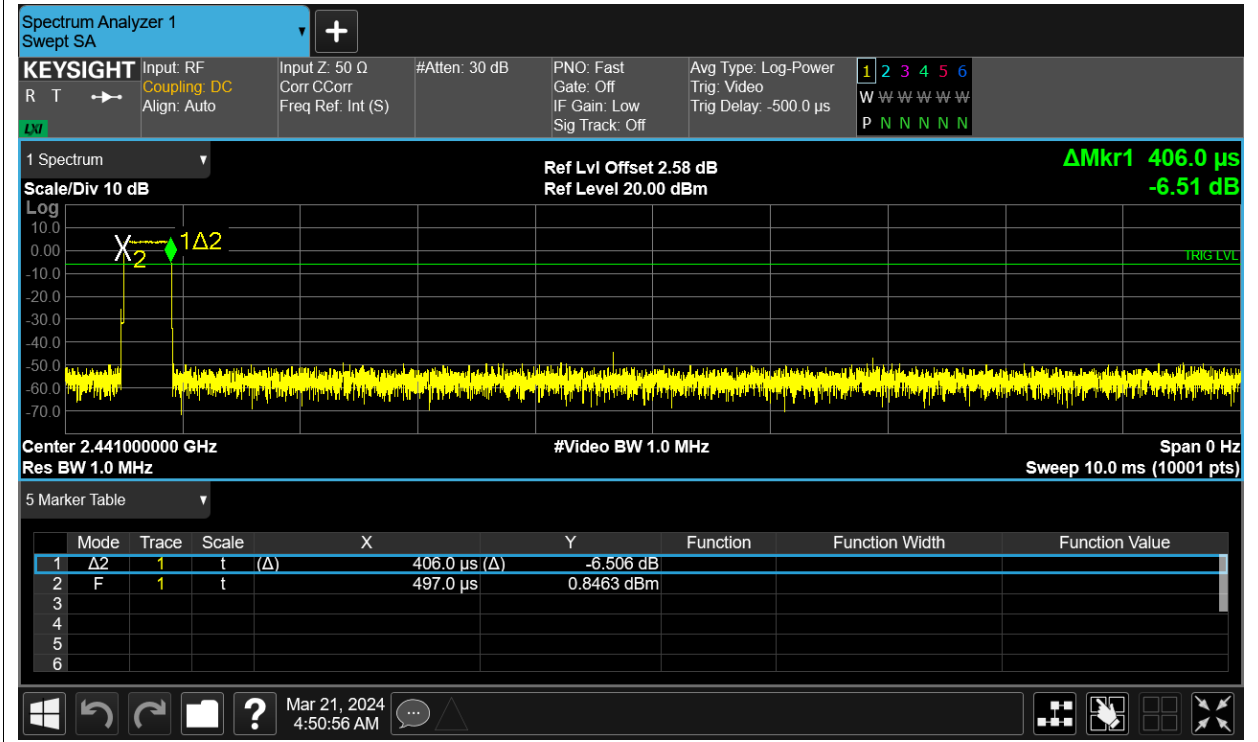 Spectrum Analyzer 1
Swept SA
KEYSIGHT
R T
LXI
Input: RF
Coupling: DC
Align: Auto
Input Z: 50 Ω
Corr CCorr
Freq Ref: Int (S)
#Atten: 30 dB
PNO: Fast
Gate: Off
IF Gain: Low
Sig Track: Off
Avg Type: Log-Power
Trig: Video
Trig Delay: -500.0 µs
1 2 3 4 5 6
W W W W W W
P N N N N N
1 Spectrum
Scale/Div 10 dB
Ref Lvl Offset 2.58 dB
Ref Level 20.00 dBm
ΔMkr1 406.0 µs
-6.51 dB
Log
10.0
0.00
-10.0
-20.0
-30.0
-40.0
-50.0
-60.0
-70.0
X
2
1Δ2
TRIG LVL
Center 2.441000000 GHz #Video BW 1.0 MHz Span 0 Hz
Res BW 1.0 MHz Sweep 10.0 ms (10001 pts)
5 Marker Table
Mode Trace Scale X Y Function Function Width Function Value
1 Δ2 1 t (Δ) 406.0 µs (Δ) -6.506 dB
2 F 1 t 497.0 µs 0.8463 dBm
3
4
5
6
?
Mar 21, 2024
4:50:56 AM